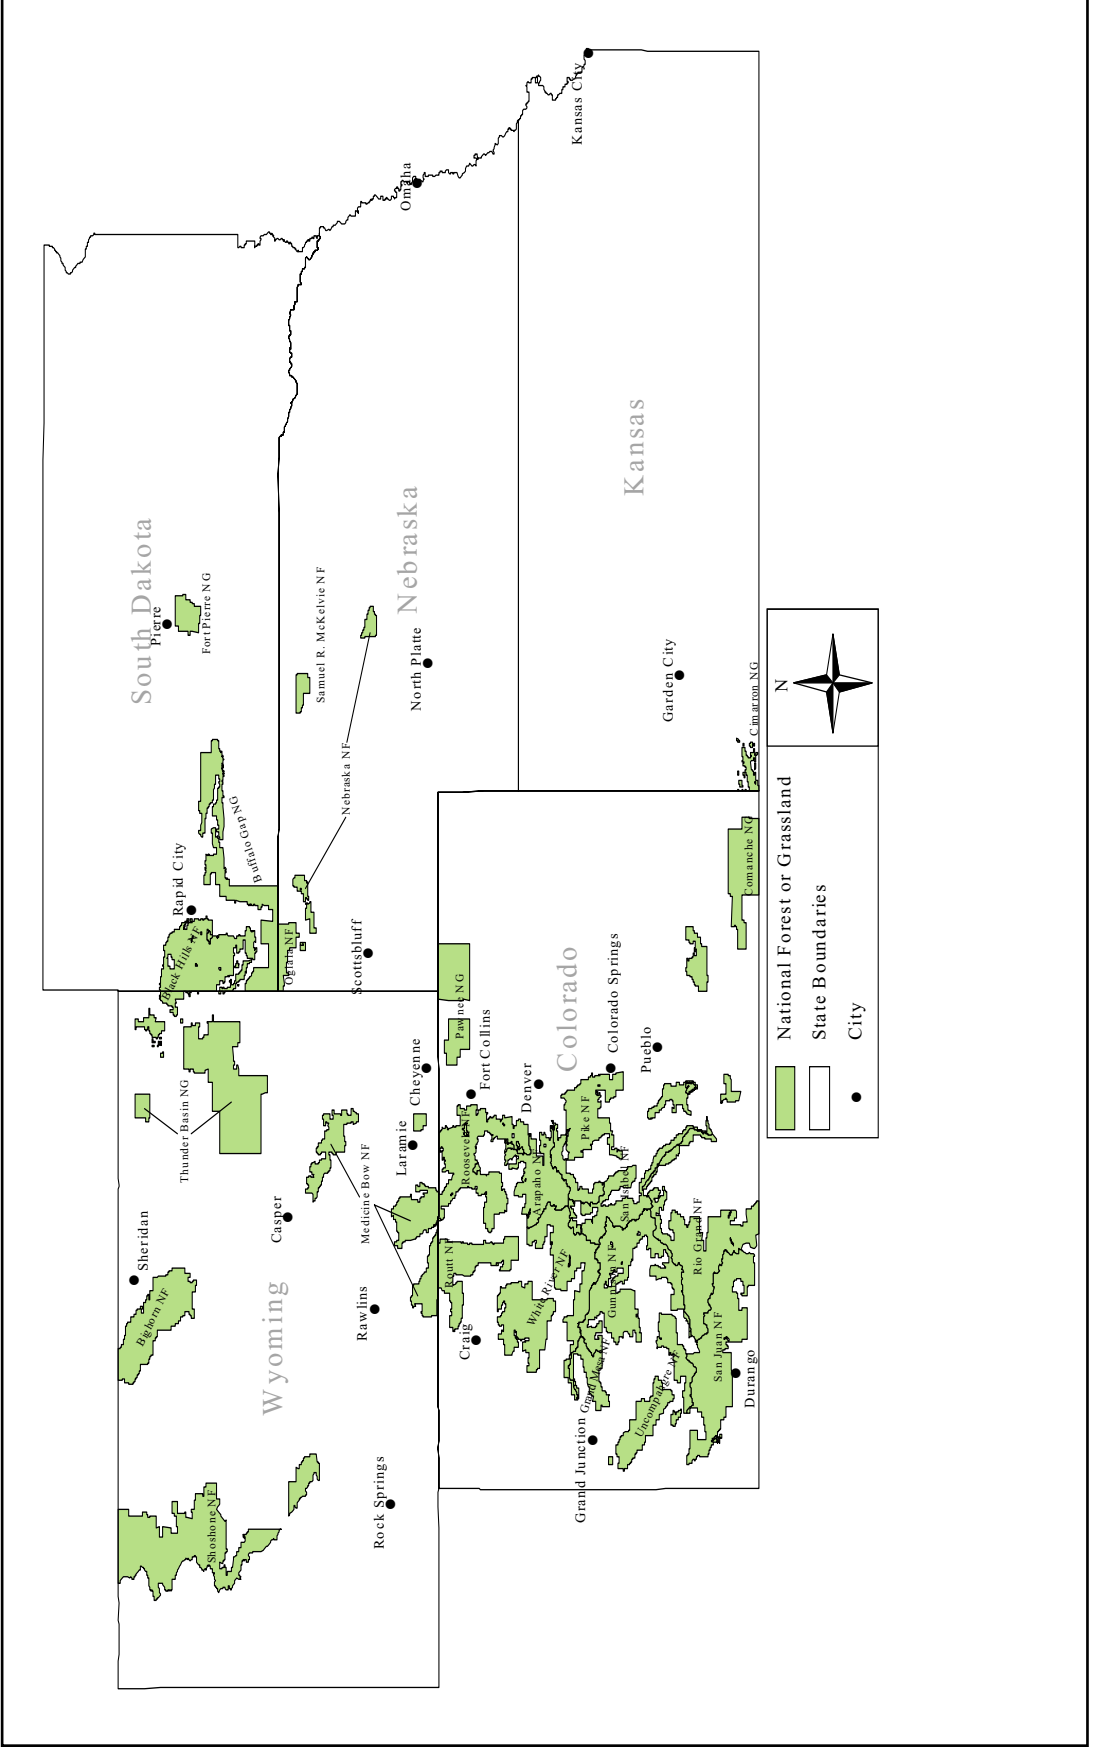 South Dakota
Pierre
Fort Pierre NG
Rapid City
Black Hills NF
Buffalo Gap NG
Sheridan
Bighorn NF
Thunder Basin NG
Shoshone NF
Wyoming
Casper
Medicine Bow NF
Rawlins
Rock Springs
Laramie
Cheyenne
Oglala NF
Samuel R. McKelvie NF
Nebraska NF
Scottsbluff
Nebraska
North Platte
Omaha
Pawnee NG
Routt NF
Roosevelt NF
Craig
Fort Collins
Denver
Arapaho NF
White River NF
Colorado
Pike NF
Grand Junction
Grand Mesa NF
Gunnison NF
San Isabel NF
Colorado Springs
Pueblo
Uncompahgre NF
Rio Grand NF
San Juan NF
Durango
Comanche NG
Kansas City
Kansas
Garden City
Cimarron NG
National Forest or Grassland
State Boundaries
City
N